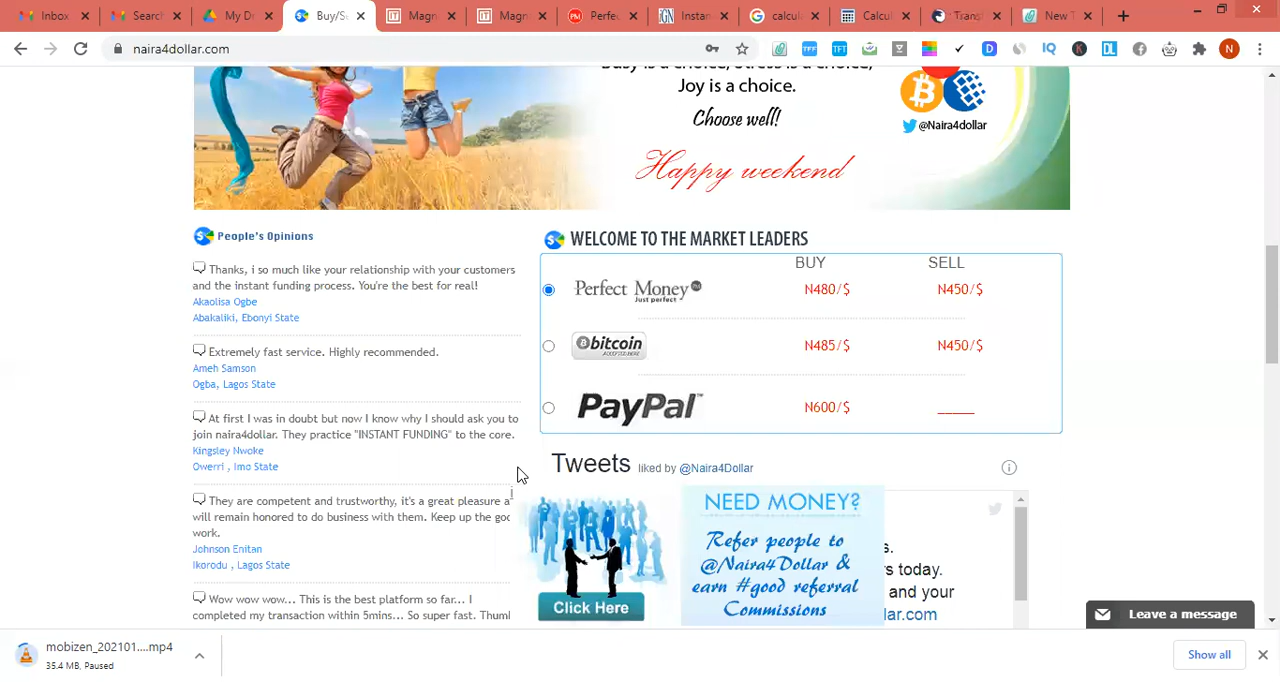 Inbox
Search
My Dr
Buy/Se
Magn
Magn
Perfec
Instan
calcula
Calcul
Transf
New T
naira4dollar.com
Joy is a choice.
Choose well!
@Naira4dollar
Happy weekend
People's Opinions
Thanks, i so much like your relationship with your customers
and the instant funding process. You're the best for real!
Akaolisa Ogbe
Abakaliki, Ebonyi State
Extremely fast service. Highly recommended.
Ameh Samson
Ogba, Lagos State
At first I was in doubt but now I know why I should ask you to
join naira4dollar. They practice "INSTANT FUNDING" to the core.
Kingsley Nwoke
Owerri , Imo State
They are competent and trustworthy, it's a great pleasure a
will remain honored to do business with them. Keep up the goo
work.
Johnson Enitan
Ikorodu , Lagos State
Wow wow wow... This is the best platform so far... I
completed my transaction within 5mins... So super fast. Thuml
WELCOME TO THE MARKET LEADERS
BUY SELL
Perfect Money PM N480/$ N450/$
Just perfect
bitcoin N485/$ N450/$
ACCEPTED HERE
PayPal N600/$ _____
Tweets liked by @Naira4Dollar
Click Here
NEED MONEY?
Refer people to
@Naira4Dollar &
earn #good referral
Commissions
s.
rs today.
and your
llar.com
Leave a message
mobizen_202101....mp4
35.4 MB, Paused
Show all